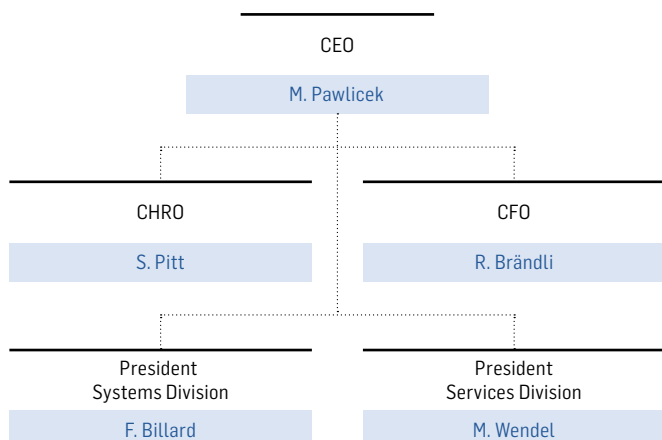 CEO
M. Pawlicek
CHRO
S. Pitt
CFO
R. Brändli
President
Systems Division
F. Billard
President
Services Division
M. Wendel